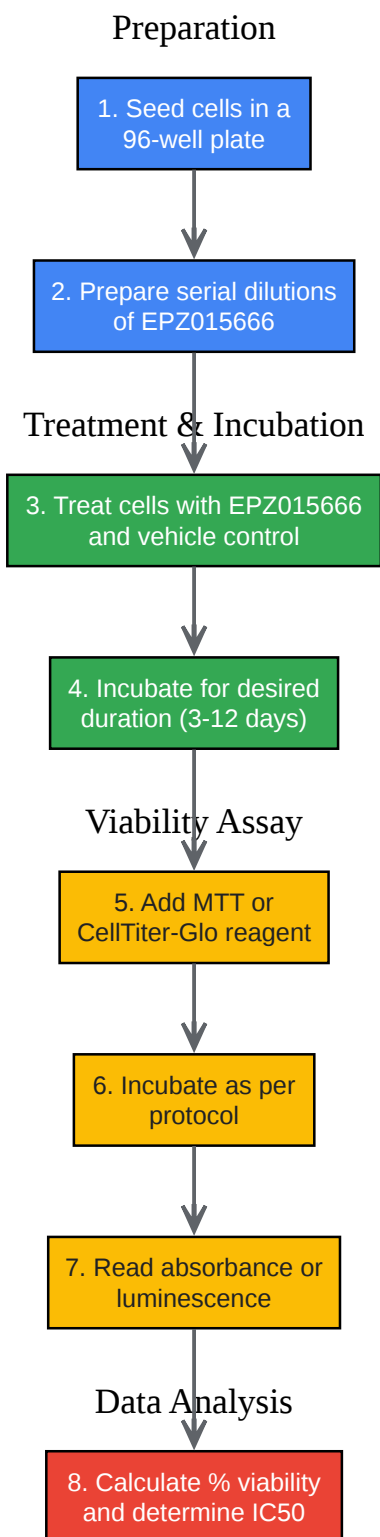 Preparation
1. Seed cells in a
96-well plate
2. Prepare serial dilutions
of EPZ015666
Treatment & Incubation
3. Treat cells with EPZ015666
and vehicle control
4. Incubate for desired
duration (3-12 days)
Viability Assay
5. Add MTT or
CellTiter-Glo reagent
6. Incubate as per
protocol
7. Read absorbance or
luminescence
Data Analysis
8. Calculate % viability
and determine IC50